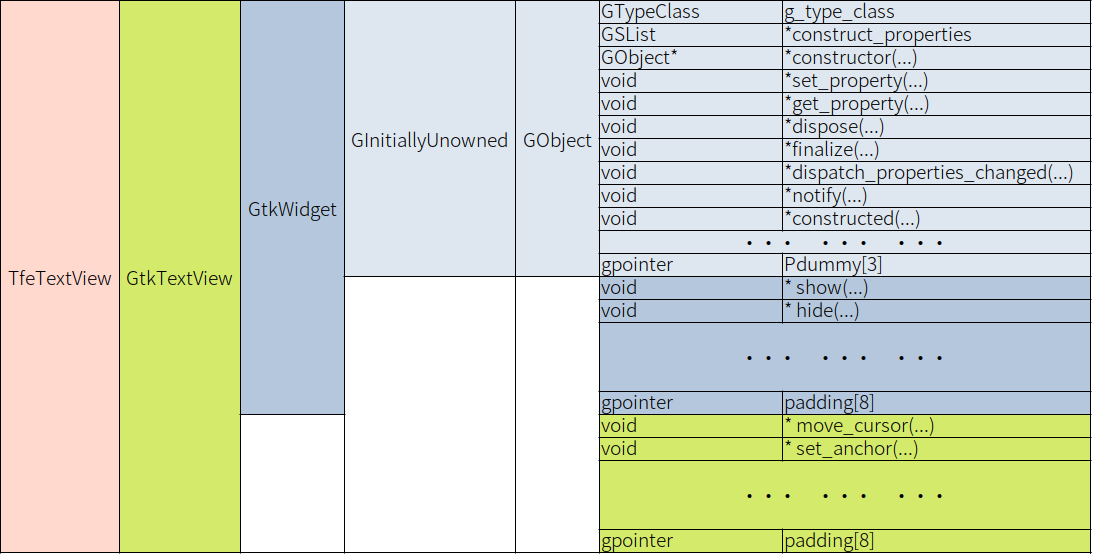 GTypeClass g_type_class
GSList *construct_properties
GObject* *constructor(...)
void *set_property(...)
void *get_property(...)
void *dispose(...)
GInitiallyUnowned GObject
void *finalize(...)
void *dispatch_properties_changed(...)
void *notify(...)
GtkWidget
void *constructed(...)
... ... ...
gpointer Pdummy[3]
TfeTextView GtkTextView
void * show(...)
void * hide(...)
... ... ...
gpointer padding[8]
void * move_cursor(...)
void * set_anchor(...)
... ... ...
gpointer padding[8]